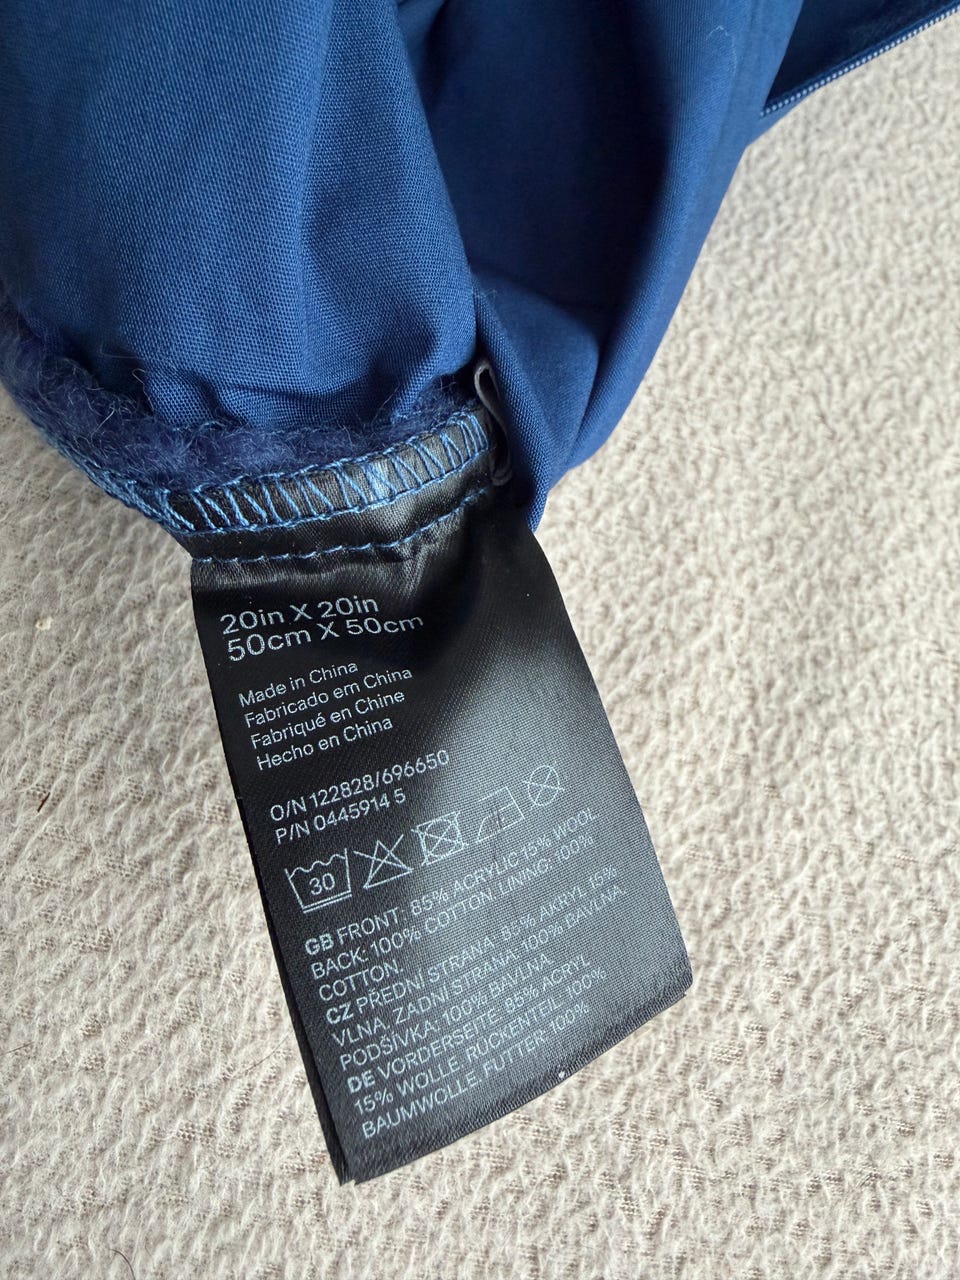 20in X 20in
50cm X 50cm
Made in China
Fabricado em China
Fabriqué en Chine
Hecho en China
O/N 122828/696650
P/N 0445914 5
30
GB FRONT: 85% ACRYLIC 15% WOOL
BACK: 100% COTTON. LINING: 100%
COTTON.
CZ PŘEDNÍ STRANA: 85% AKRYL 15%
VLNA. ZADNÍ STRANA: 100% BAVLNA.
PODŠÍVKA: 100% BAVLNA
DE VORDERSEITE: 85% ACRYL
15% WOLLE. RÜCKENTEIL: 100%
BAUMWOLLE. FUTTER: 100%